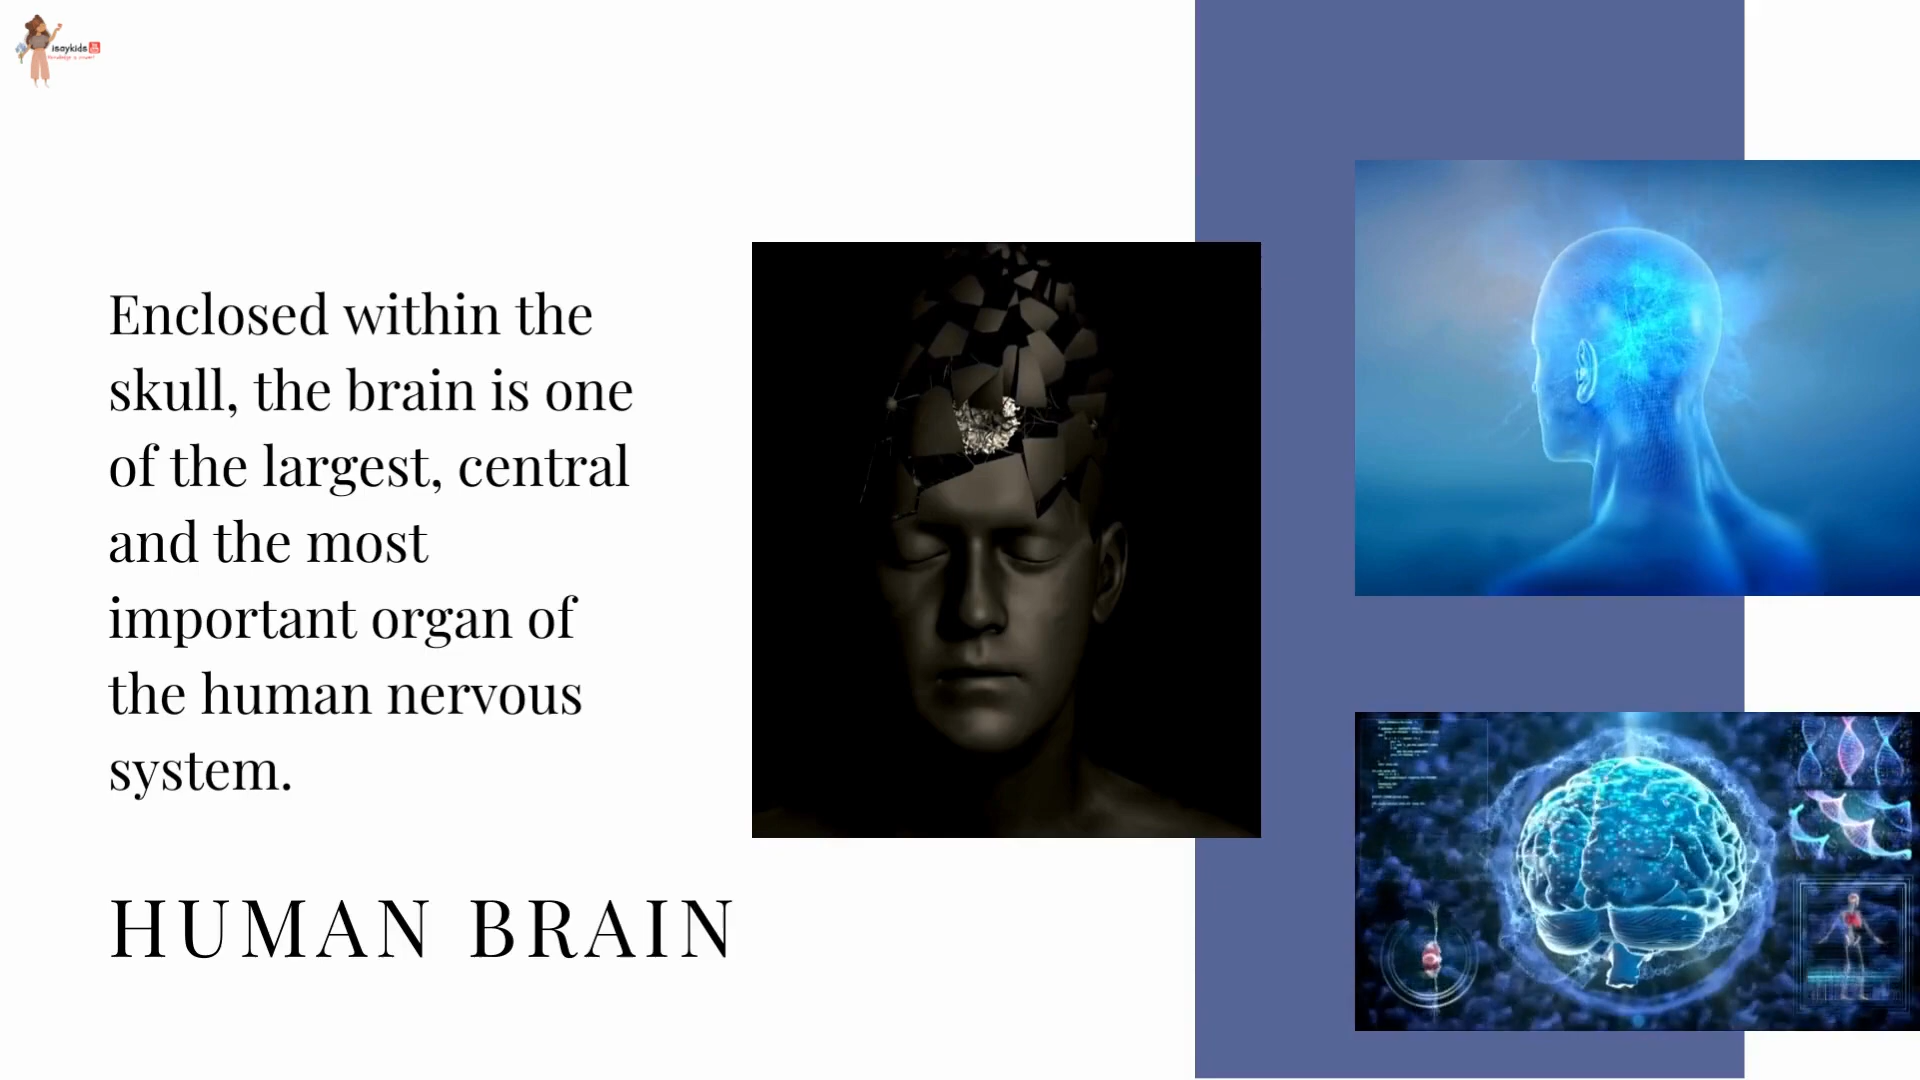 isaykids
Enclosed within the
skull, the brain is one
of the largest, central
and the most
important organ of
the human nervous
system.
HUMAN BRAIN